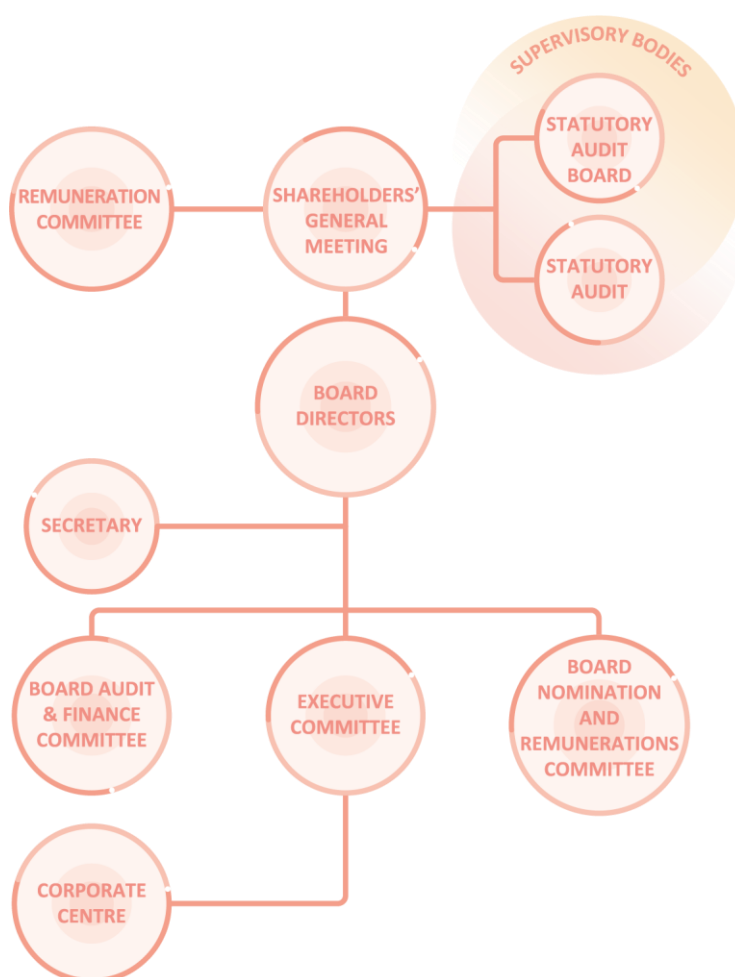 SUPERVISORY BODIES
STATUTORY
AUDIT
BOARD
REMUNERATION
COMMITTEE
SHAREHOLDERS'
GENERAL
MEETING
STATUTORY
AUDIT
BOARD
DIRECTORS
SECRETARY
BOARD AUDIT
& FINANCE
COMMITTEE
EXECUTIVE
COMMITTEE
BOARD
NOMINATION
AND
REMUNERATIONS
COMMITTEE
CORPORATE
CENTRE